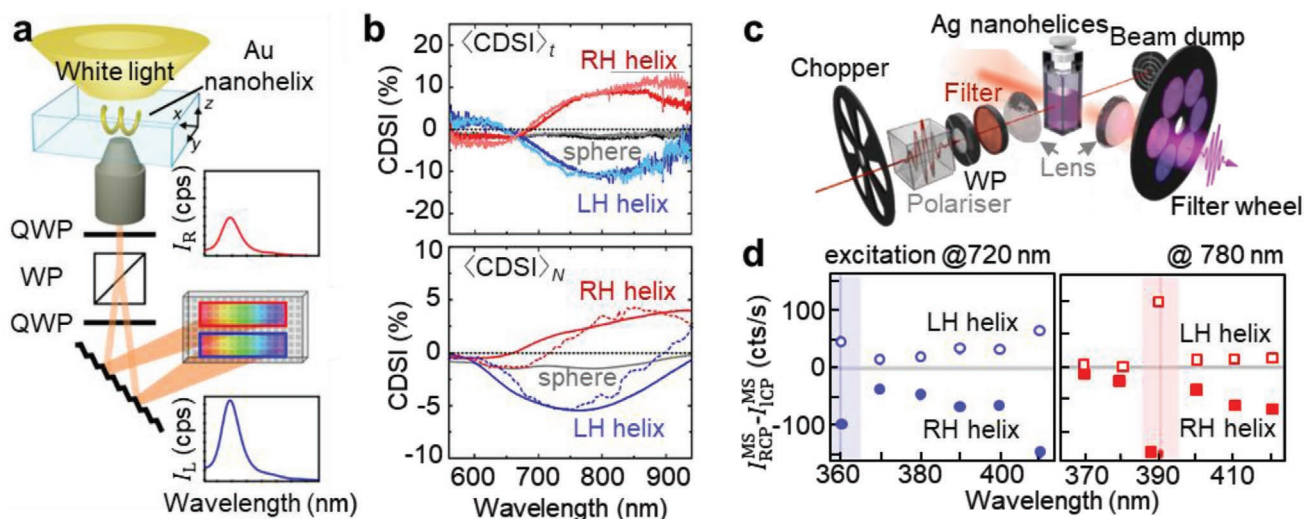 a
White light
Au
nanohelix
z
x
y
QWP
WP
QWP
I_R (cps)
I_L (cps)
Wavelength (nm)
b
⟨CDSI⟩_t
RH helix
sphere
LH helix
CDSI (%)
20
10
0
-10
-20
⟨CDSI⟩_N
RH helix
sphere
LH helix
CDSI (%)
10
5
0
-5
-10
600 700 800 900
Wavelength (nm)
c
Ag nanohelices
Beam dump
Chopper
Filter
Lens
WP
Polariser
Filter wheel
d
excitation @720 nm
@ 780 nm
I^MS_RCP-I^MS_lCP (cts/s)
100
0
-100
LH helix
RH helix
LH helix
RH helix
360 380 400
370 390 410
Wavelength (nm)